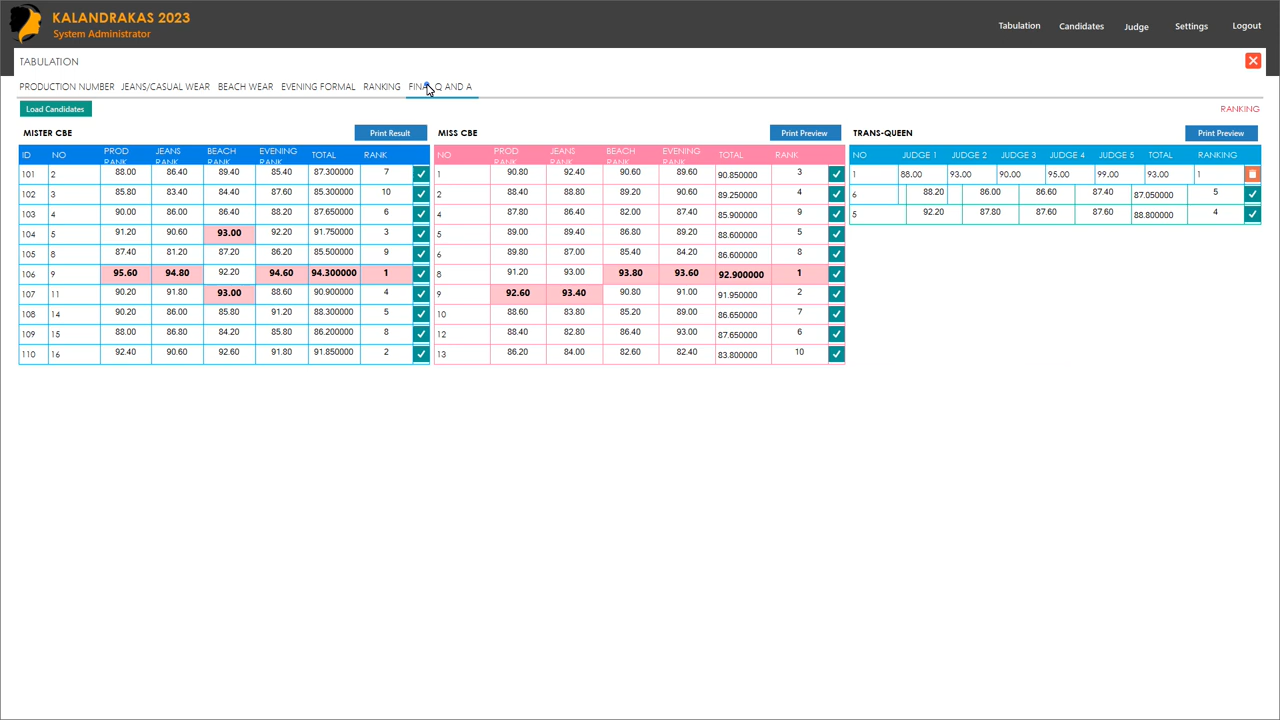 KALANDRAKAS 2023
System Administrator
Tabulation Candidates Judge Settings Logout
TABULATION
PRODUCTION NUMBER JEANS/CASUAL WEAR BEACH WEAR EVENING FORMAL RANKING Q AND A
Load Candidates
RANKING
MISTER CBE Print Result
ID NO PROD RANK JEANS RANK BEACH RANK EVENING RANK TOTAL RANK
101 2 88.00 86.40 89.40 85.40 87.300000 7
102 3 85.80 83.40 84.40 87.60 85.300000 10
103 4 90.00 86.00 86.40 88.20 87.650000 6
104 5 91.20 90.60 93.00 92.20 91.750000 3
105 8 87.40 81.20 87.20 86.20 85.500000 9
106 9 95.60 94.80 92.20 94.60 94.300000 1
107 11 90.20 91.80 93.00 88.60 90.900000 4
108 14 90.20 86.00 85.80 91.20 88.300000 5
109 15 88.00 86.80 84.20 85.80 86.200000 8
110 16 92.40 90.60 92.60 91.80 91.850000 2
MISS CBE Print Preview
NO PROD RANK JEANS RANK BEACH RANK EVENING RANK TOTAL RANK
1 90.80 92.40 90.60 89.60 90.850000 3
2 88.40 88.80 89.20 90.60 89.250000 4
4 87.80 86.40 82.00 87.40 85.900000 9
5 89.00 89.40 86.80 89.20 88.600000 5
6 89.80 87.00 85.40 84.20 86.600000 8
8 91.20 93.00 93.80 93.60 92.900000 1
9 92.60 93.40 90.80 91.00 91.950000 2
10 88.60 83.80 85.20 89.00 86.650000 7
12 88.40 82.80 86.40 93.00 87.650000 6
13 86.20 84.00 82.60 82.40 83.800000 10
TRANS-QUEEN Print Preview
NO JUDGE 1 JUDGE 2 JUDGE 3 JUDGE 4 JUDGE 5 TOTAL RANKING
1 88.00 93.00 90.00 95.00 99.00 93.00 1
6 88.20 86.00 86.60 87.40 87.050000 5
5 92.20 87.80 87.60 87.60 88.800000 4